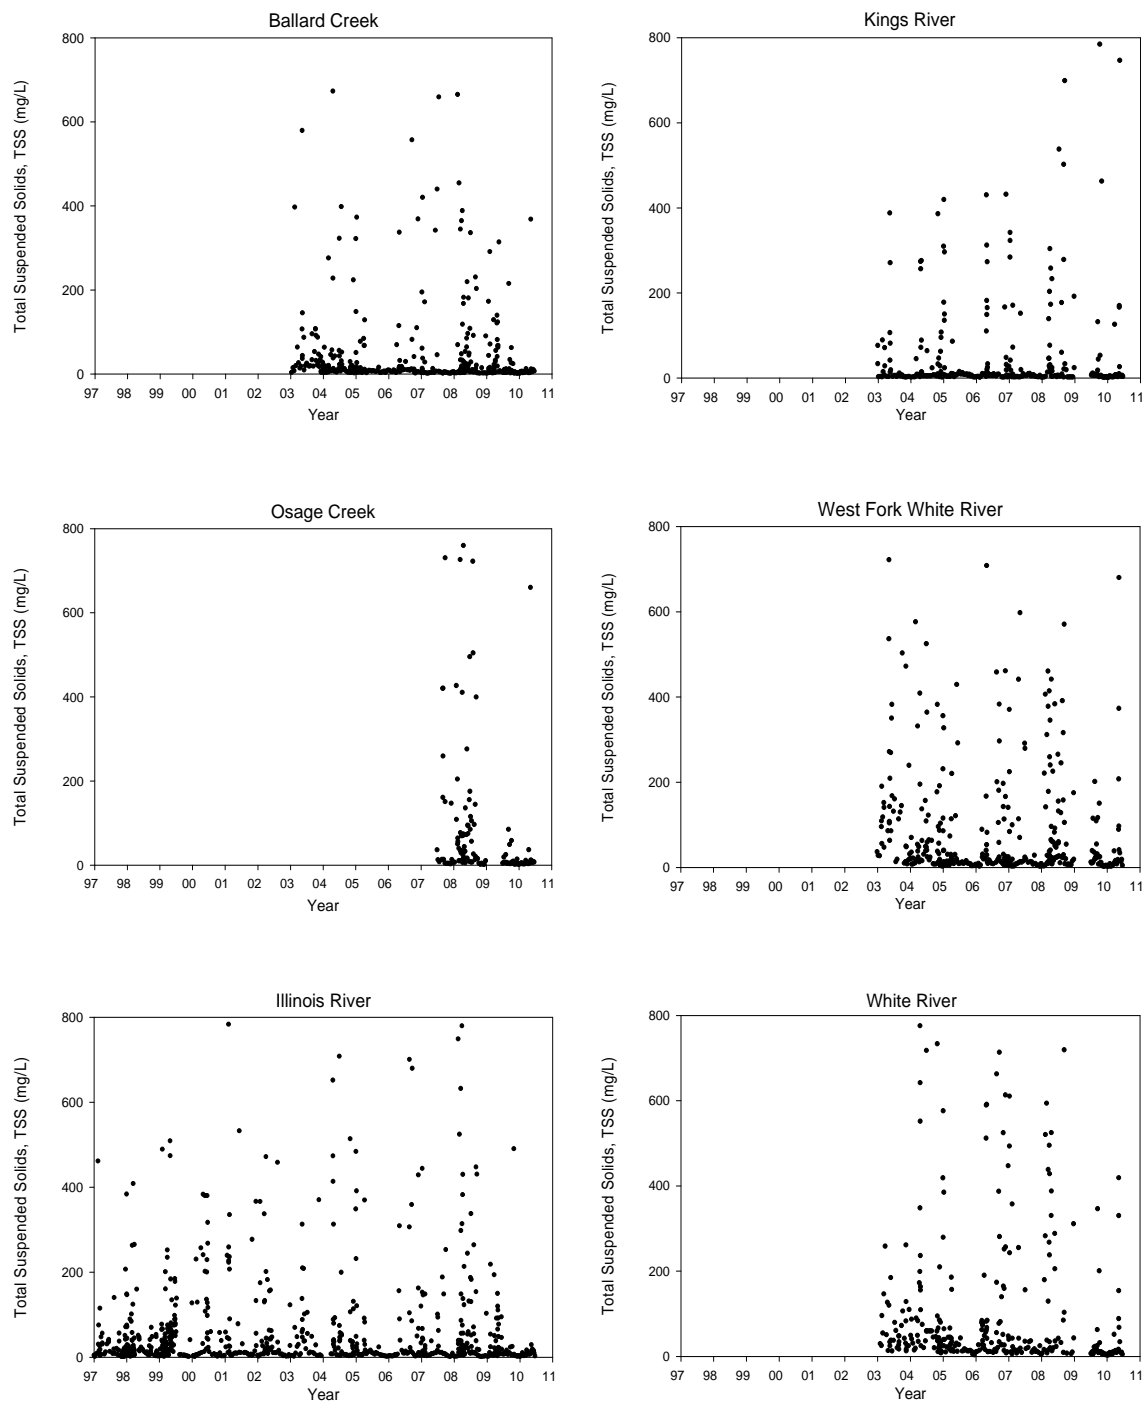 Ballard Creek
Total Suspended Solids, TSS (mg/L)
800
600
400
200
0
97 98 99 00 01 02 03 04 05 06 07 08 09 10 11
Year
Kings River
Total Suspended Solids, TSS (mg/L)
800
600
400
200
0
97 98 99 00 01 02 03 04 05 06 07 08 09 10 11
Year
Osage Creek
Total Suspended Solids, TSS (mg/L)
800
600
400
200
0
97 98 99 00 01 02 03 04 05 06 07 08 09 10 11
Year
West Fork White River
Total Suspended Solids, TSS (mg/L)
800
600
400
200
0
97 98 99 00 01 02 03 04 05 06 07 08 09 10 11
Year
Illinois River
Total Suspended Solids, TSS (mg/L)
800
600
400
200
0
97 98 99 00 01 02 03 04 05 06 07 08 09 10 11
Year
White River
Total Suspended Solids, TSS (mg/L)
800
600
400
200
0
97 98 99 00 01 02 03 04 05 06 07 08 09 10 11
Year